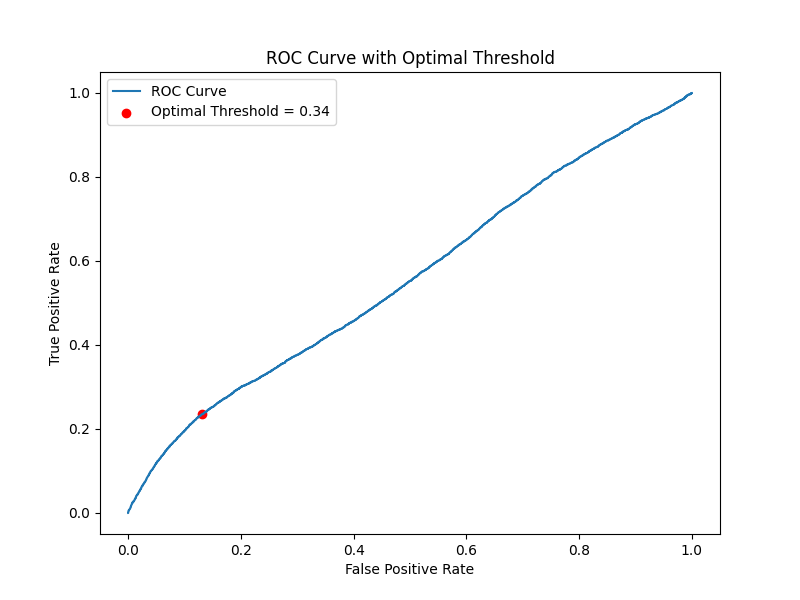 ROC Curve with Optimal Threshold
ROC Curve
Optimal Threshold = 0.34
True Positive Rate
1.0
0.8
0.6
0.4
0.2
0.0
0.0 0.2 0.4 0.6 0.8 1.0
False Positive Rate